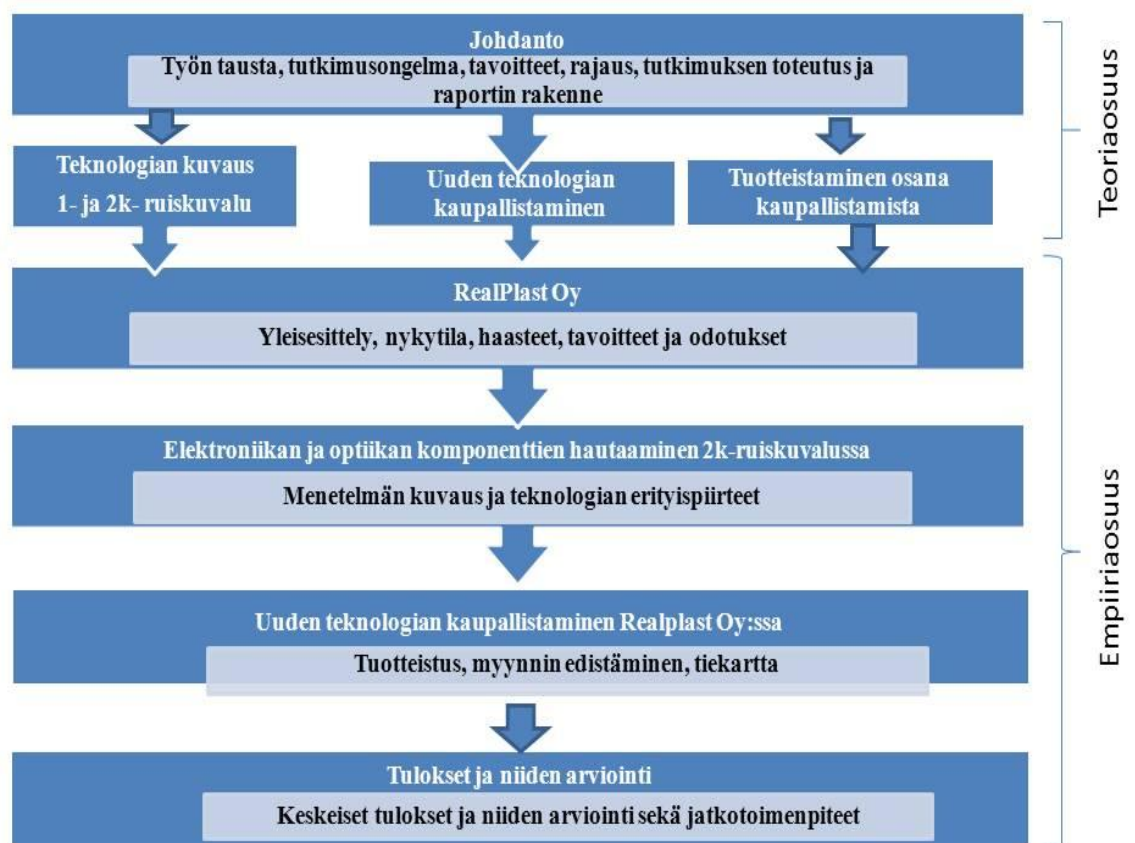 Johdanto
Työn tausta, tutkimusongelma, tavoitteet, rajaus, tutkimuksen toteutus ja
raportin rakenne
Teknologian kuvaus
1- ja 2k- ruiskuvalu
Uuden teknologian
kaupallistaminen
Tuotteistaminen osana
kaupallistamista
Teoriaosuus
RealPlast Oy
Yleisesittely, nykytila, haasteet, tavoitteet ja odotukset
Elektroniikan ja optiikan komponenttien hautaaminen 2k-ruiskuvalussa
Menetelmän kuvaus ja teknologian erityispiirteet
Uuden teknologian kaupallistaminen Realplast Oy:ssa
Tuotteistus, myynnin edistäminen, tiekartta
Tulokset ja niiden arviointi
Keskeiset tulokset ja niiden arviointi sekä jatkotoimenpiteet
Empiiriaosuus